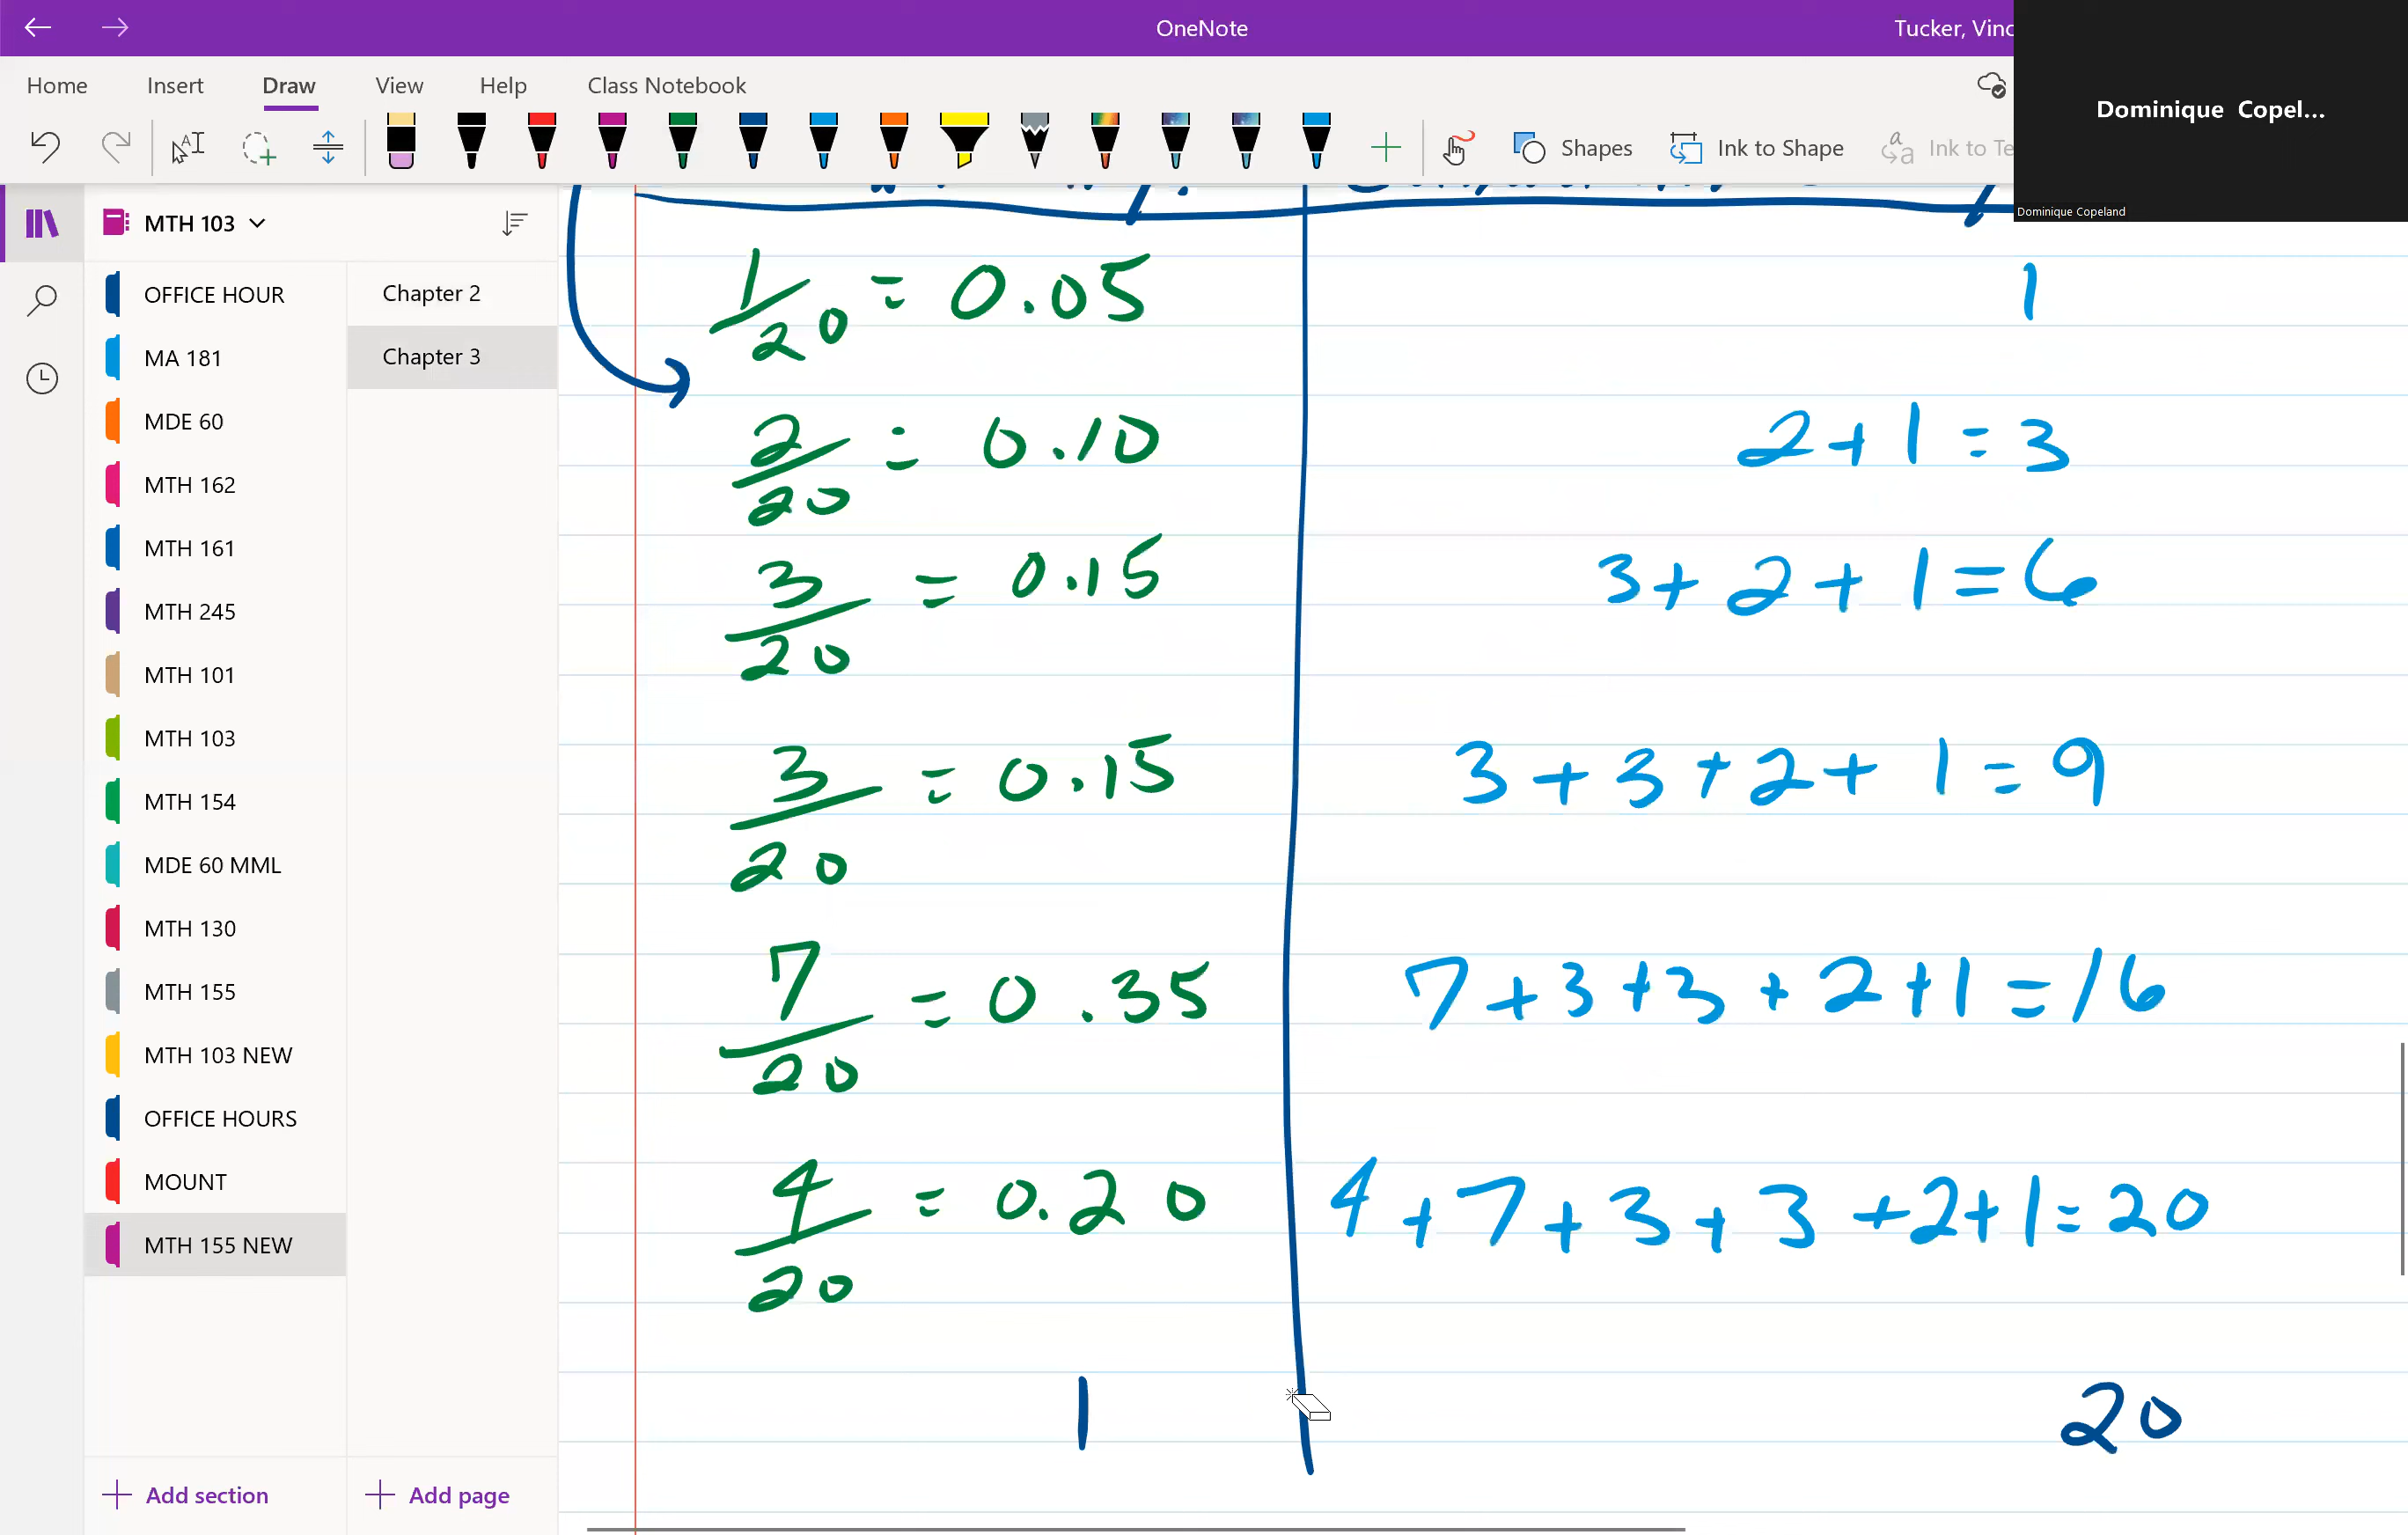 OneNote
Tucker, Vinc
Dominique Copel...
Dominique Copeland
Home Insert Draw View Help Class Notebook
Shapes Ink to Shape Ink to Te
MTH 103
OFFICE HOUR
MA 181
MDE 60
MTH 162
MTH 161
MTH 245
MTH 101
MTH 103
MTH 154
MDE 60 MML
MTH 130
MTH 155
MTH 103 NEW
OFFICE HOURS
MOUNT
MTH 155 NEW
Add section
Chapter 2
Chapter 3
Add page
1/20 = 0.05 1
2/20 = 0.10 2+1=3
3/20 = 0.15 3+2+1=6
3/20 = 0.15 3+3+2+1=9
7/20 = 0.35 7+3+3+2+1=16
4/20 = 0.20 4+7+3+3+2+1=20
1 20